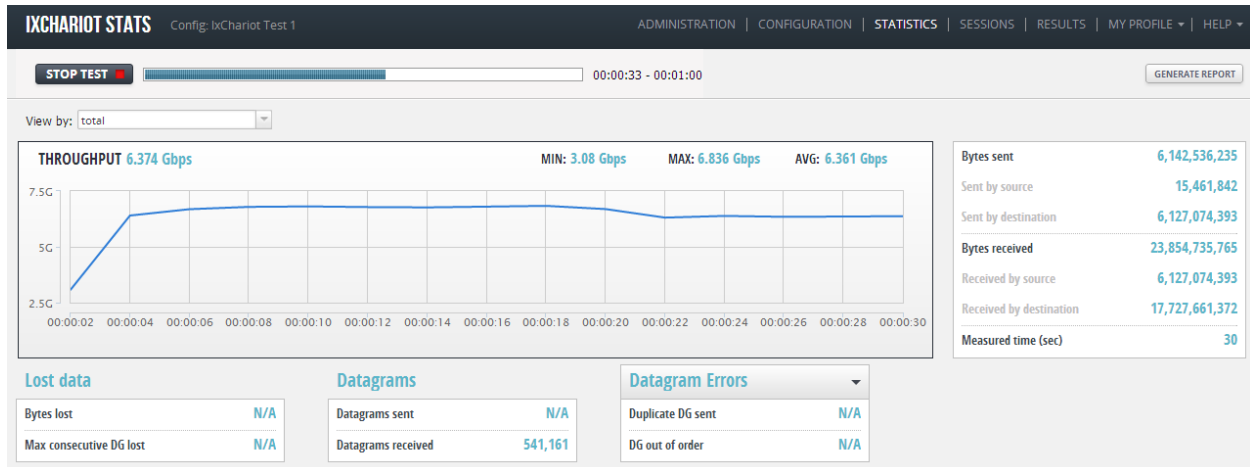 IXCHARIOT STATS Config: IxChariot Test 1 ADMINISTRATION | CONFIGURATION | STATISTICS | SESSIONS | RESULTS | MY PROFILE | HELP
STOP TEST 00:00:33 - 00:01:00 GENERATE REPORT
View by: total
THROUGHPUT 6.374 Gbps MIN: 3.08 Gbps MAX: 6.836 Gbps AVG: 6.361 Gbps
7.5G
5G
2.5G
00:00:02 00:00:04 00:00:06 00:00:08 00:00:10 00:00:12 00:00:14 00:00:16 00:00:18 00:00:20 00:00:22 00:00:24 00:00:26 00:00:28 00:00:30
Bytes sent 6,142,536,235
Sent by source 15,461,842
Sent by destination 6,127,074,393
Bytes received 23,854,735,765
Received by source 6,127,074,393
Received by destination 17,727,661,372
Measured time (sec) 30
Lost data
Bytes lost N/A
Max consecutive DG lost N/A
Datagrams
Datagrams sent N/A
Datagrams received 541,161
Datagram Errors
Duplicate DG sent N/A
DG out of order N/A